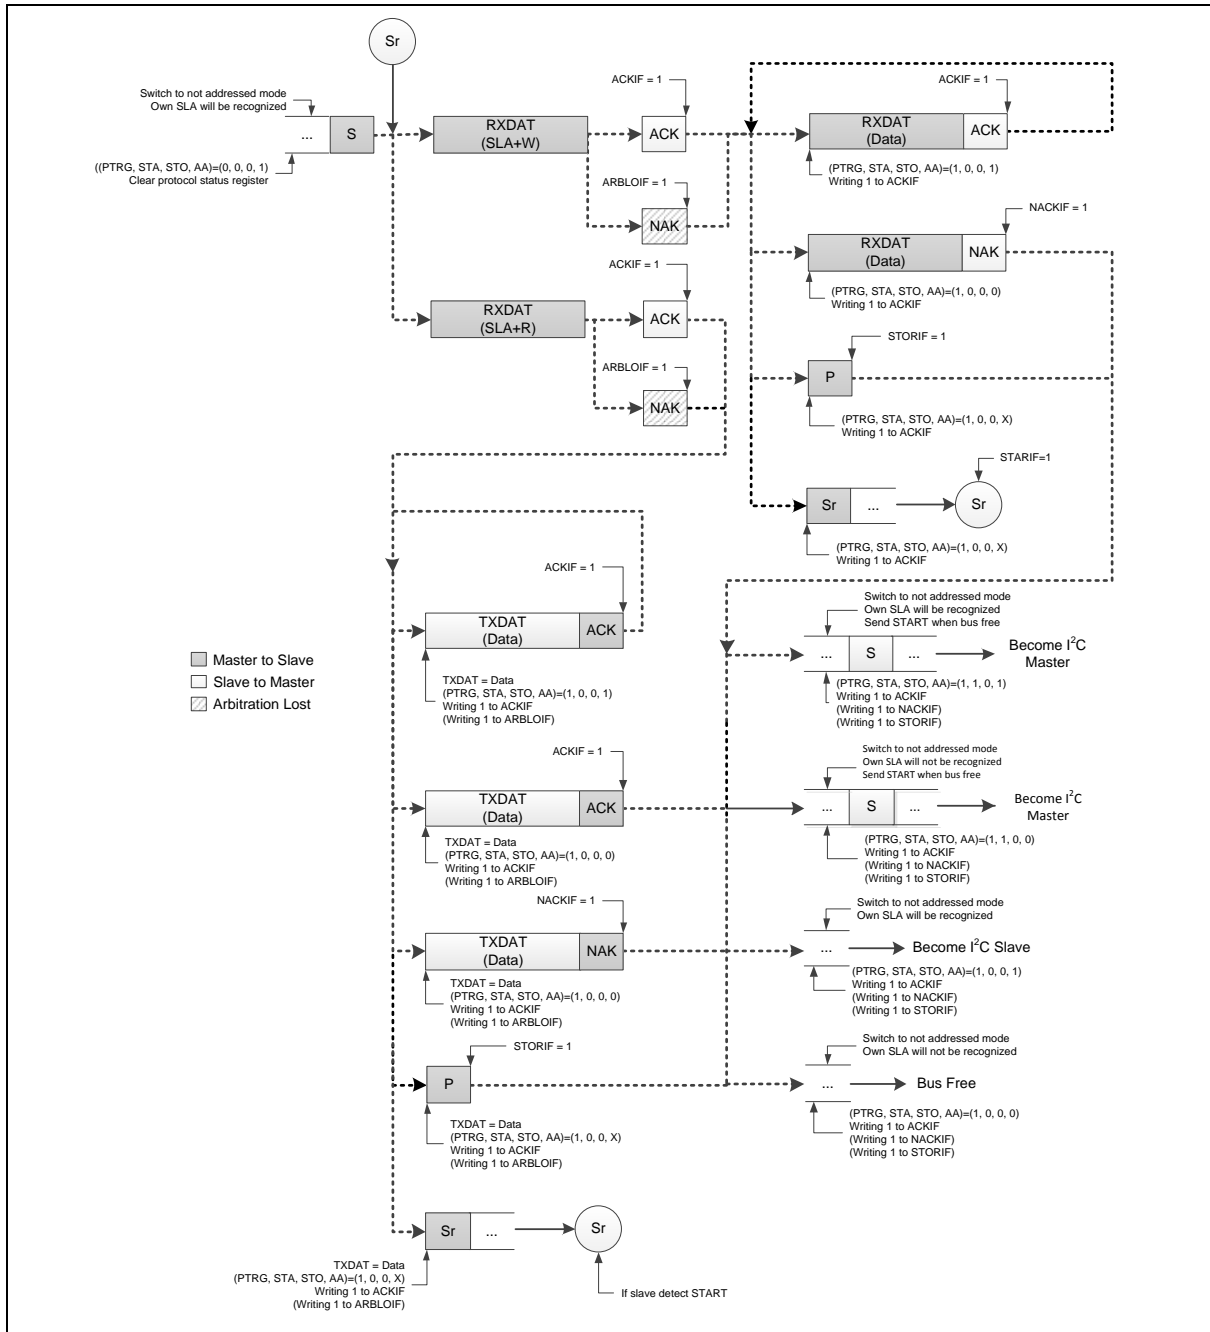 Sr
Switch to not addressed mode
Own SLA will be recognized
...
S
((PTRG, STA, STO, AA)=(0, 0, 0, 1)
Clear protocol status register
RXDAT
(SLA+W)
ACKIF = 1
ACK
ARBLOIF = 1
NAK
RXDAT
(SLA+R)
ACKIF = 1
ACK
ARBLOIF = 1
NAK
ACKIF = 1
RXDAT
(Data)
ACK
(PTRG, STA, STO, AA)=(1, 0, 0, 1)
Writing 1 to ACKIF
NACKIF = 1
RXDAT
(Data)
NAK
(PTRG, STA, STO, AA)=(1, 0, 0, 0)
Writing 1 to ACKIF
STORIF = 1
P
(PTRG, STA, STO, AA)=(1, 0, 0, X)
Writing 1 to ACKIF
STARIF=1
Sr
...
Sr
(PTRG, STA, STO, AA)=(1, 0, 0, X)
Writing 1 to ACKIF
Master to Slave
Slave to Master
Arbitration Lost
ACKIF = 1
TXDAT
(Data)
ACK
TXDAT = Data
(PTRG, STA, STO, AA)=(1, 0, 0, 1)
Writing 1 to ACKIF
(Writing 1 to ARBLOIF)
ACKIF = 1
TXDAT
(Data)
ACK
TXDAT = Data
(PTRG, STA, STO, AA)=(1, 0, 0, 0)
Writing 1 to ACKIF
(Writing 1 to ARBLOIF)
NACKIF = 1
TXDAT
(Data)
NAK
TXDAT = Data
(PTRG, STA, STO, AA)=(1, 0, 0, 0)
Writing 1 to ACKIF
(Writing 1 to ARBLOIF)
STORIF = 1
P
TXDAT = Data
(PTRG, STA, STO, AA)=(1, 0, 0, X)
Writing 1 to ACKIF
(Writing 1 to ARBLOIF)
Sr
...
Sr
TXDAT = Data
(PTRG, STA, STO, AA)=(1, 0, 0, X)
Writing 1 to ACKIF
(Writing 1 to ARBLOIF)
If slave detect START
Switch to not addressed mode
Own SLA will be recognized
Send START when bus free
...
S
...
Become I²C
Master
(PTRG, STA, STO, AA)=(1, 1, 0, 1)
Writing 1 to ACKIF
(Writing 1 to NACKIF)
(Writing 1 to STORIF)
Switch to not addressed mode
Own SLA will not be recognized
Send START when bus free
...
S
...
Become I²C
Master
(PTRG, STA, STO, AA)=(1, 1, 0, 0)
Writing 1 to ACKIF
(Writing 1 to NACKIF)
(Writing 1 to STORIF)
Switch to not addressed mode
Own SLA will be recognized
...
Become I²C Slave
(PTRG, STA, STO, AA)=(1, 0, 0, 1)
Writing 1 to ACKIF
(Writing 1 to NACKIF)
(Writing 1 to STORIF)
Switch to not addressed mode
Own SLA will not be recognized
...
Bus Free
(PTRG, STA, STO, AA)=(1, 0, 0, 0)
Writing 1 to ACKIF
(Writing 1 to NACKIF)
(Writing 1 to STORIF)